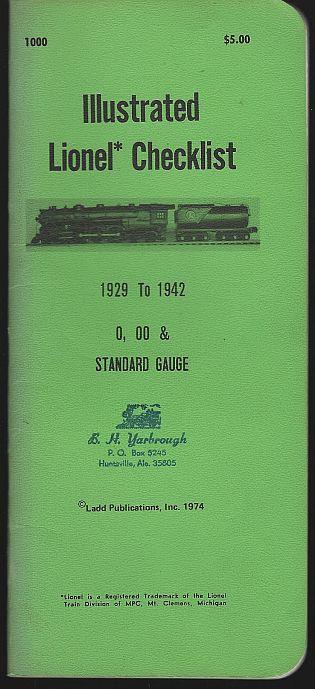 1000
$5.00
Illustrated
Lionel* Checklist
1929 To 1942
0, 00 &
STANDARD GAUGE
B. H. Yarbrough
P. O. Box 5245
Huntsville, Ala. 35805
©Ladd Publications, Inc. 1974
*Lionel is a Registered Trademark of the Lionel
Train Division of MPC, Mt. Clemens, Michigan